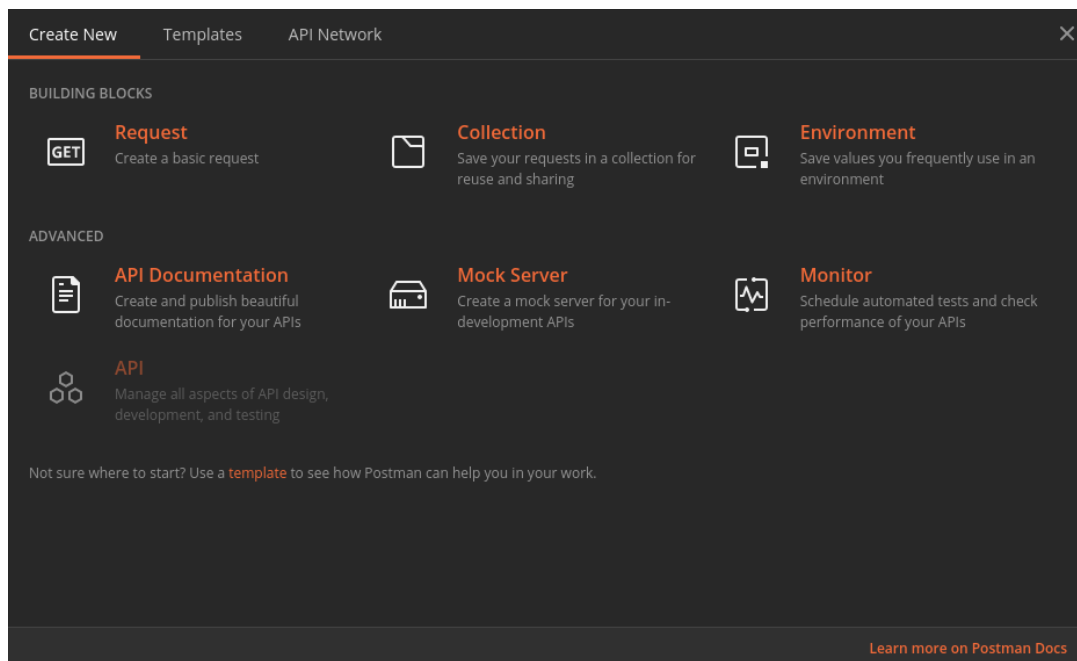 Create New Templates API Network
BUILDING BLOCKS
GET
Request
Create a basic request
Collection
Save your requests in a collection for
reuse and sharing
Environment
Save values you frequently use in an
environment
ADVANCED
API Documentation
Create and publish beautiful
documentation for your APIs
Mock Server
Create a mock server for your in-
development APIs
Monitor
Schedule automated tests and check
performance of your APIs
API
Manage all aspects of API design,
development, and testing
Not sure where to start? Use a template to see how Postman can help you in your work.
Learn more on Postman Docs